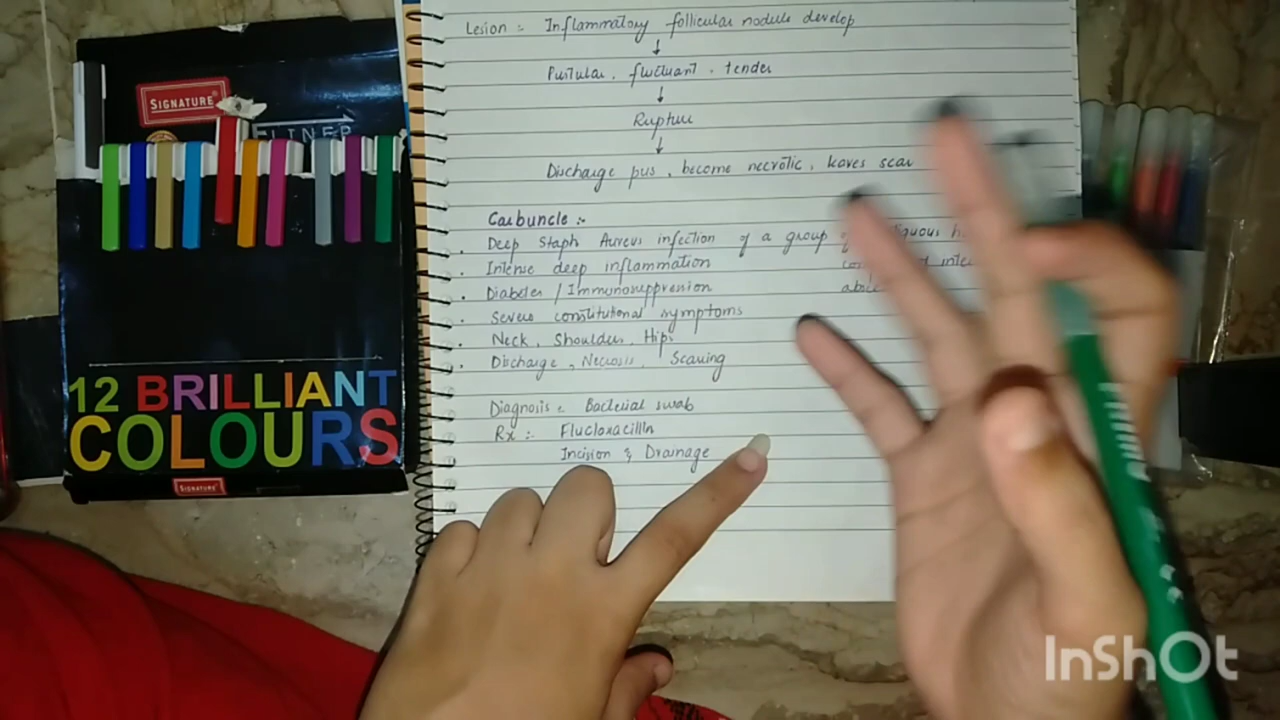 SIGNATURE
FLINER
12 BRILLIANT
COLOURS
SIGNATURE
Lesion :- Inflammatory follicular nodule develop
↓
Pustular, fluctuant, tender
↓
Rupture
↓
Discharge pus, become necrotic, leaves scar
Carbuncle :-
. Deep Staph Aureus infection of a group
. Intense deep inflammation
. Diabetes / Immunosuppression
. Severe constitutional symptoms
. Neck, Shoulder, Hips
. Discharge, Necrosis, Scarring
Diagnosis = Bacterial swab
Rx :- Flucloxacillin
Incision & Drainage
InShOt